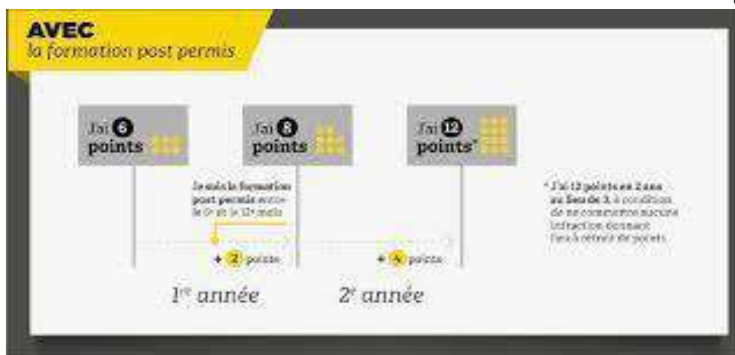 AVEC
la formation post permis
J'ai 6
points
J'ai 8
points
J'ai 12
points*
Je suis la formation
post permis entre
le 6e et le 12e mois
+ 2 points
+ 4 points
1re année
2e année
* J'ai 12 points en 2 ans
au lieu de 3, à condition
de ne commettre aucune
infraction donnant
lieu à retrait de points.